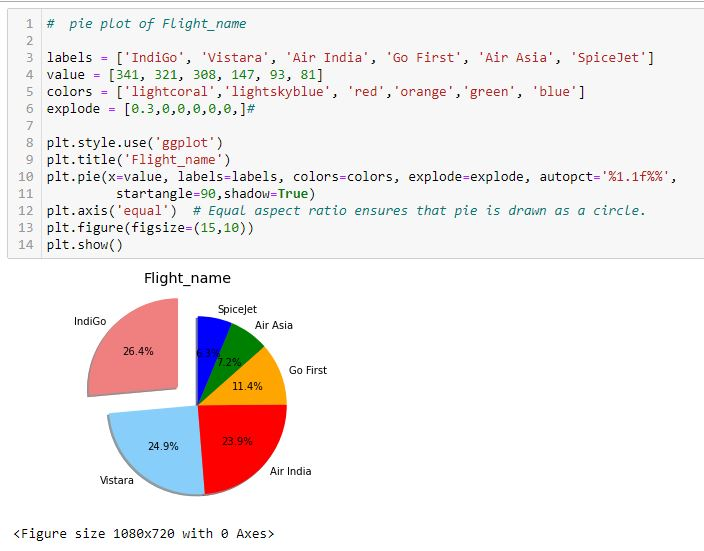 1 # pie plot of Flight_name
2
3 labels = ['IndiGo', 'Vistara', 'Air India', 'Go First', 'Air Asia', 'SpiceJet']
4 value = [341, 321, 308, 147, 93, 81]
5 colors = ['lightcoral','lightskyblue', 'red','orange','green', 'blue']
6 explode = [0.3,0,0,0,0,0,]#
7
8 plt.style.use('ggplot')
9 plt.title('Flight_name')
10 plt.pie(x=value, labels=labels, colors=colors, explode=explode, autopct='%1.1f%%',
11 startangle=90,shadow=True)
12 plt.axis('equal') # Equal aspect ratio ensures that pie is drawn as a circle.
13 plt.figure(figsize=(15,10))
14 plt.show()
Flight_name
SpiceJet
IndiGo
Air Asia
26.4%
6.3%
7.2%
Go First
11.4%
24.9%
23.9%
Vistara
Air India
<Figure size 1080x720 with 0 Axes>